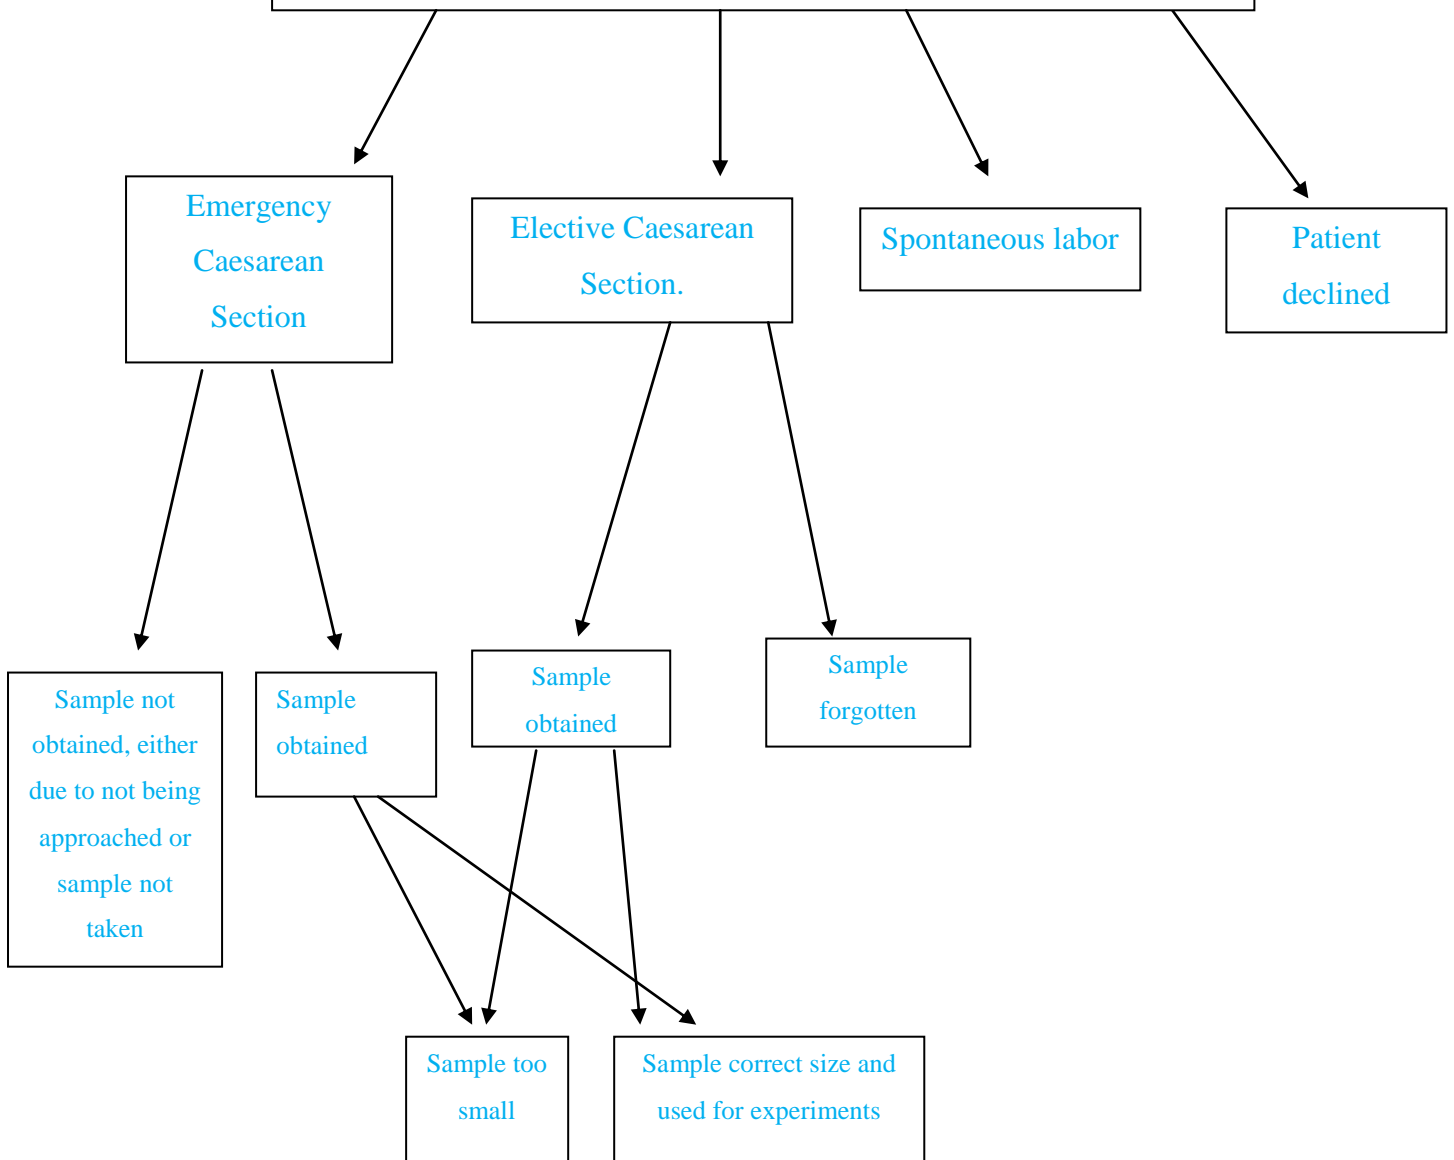 Emergency
Caesarean
Section
Elective Caesarean
Section.
Spontaneous labor
Patient
declined
Sample not
obtained, either
due to not being
approached or
sample not
taken
Sample
obtained
Sample
obtained
Sample
forgotten
Sample too
small
Sample correct size and
used for experiments